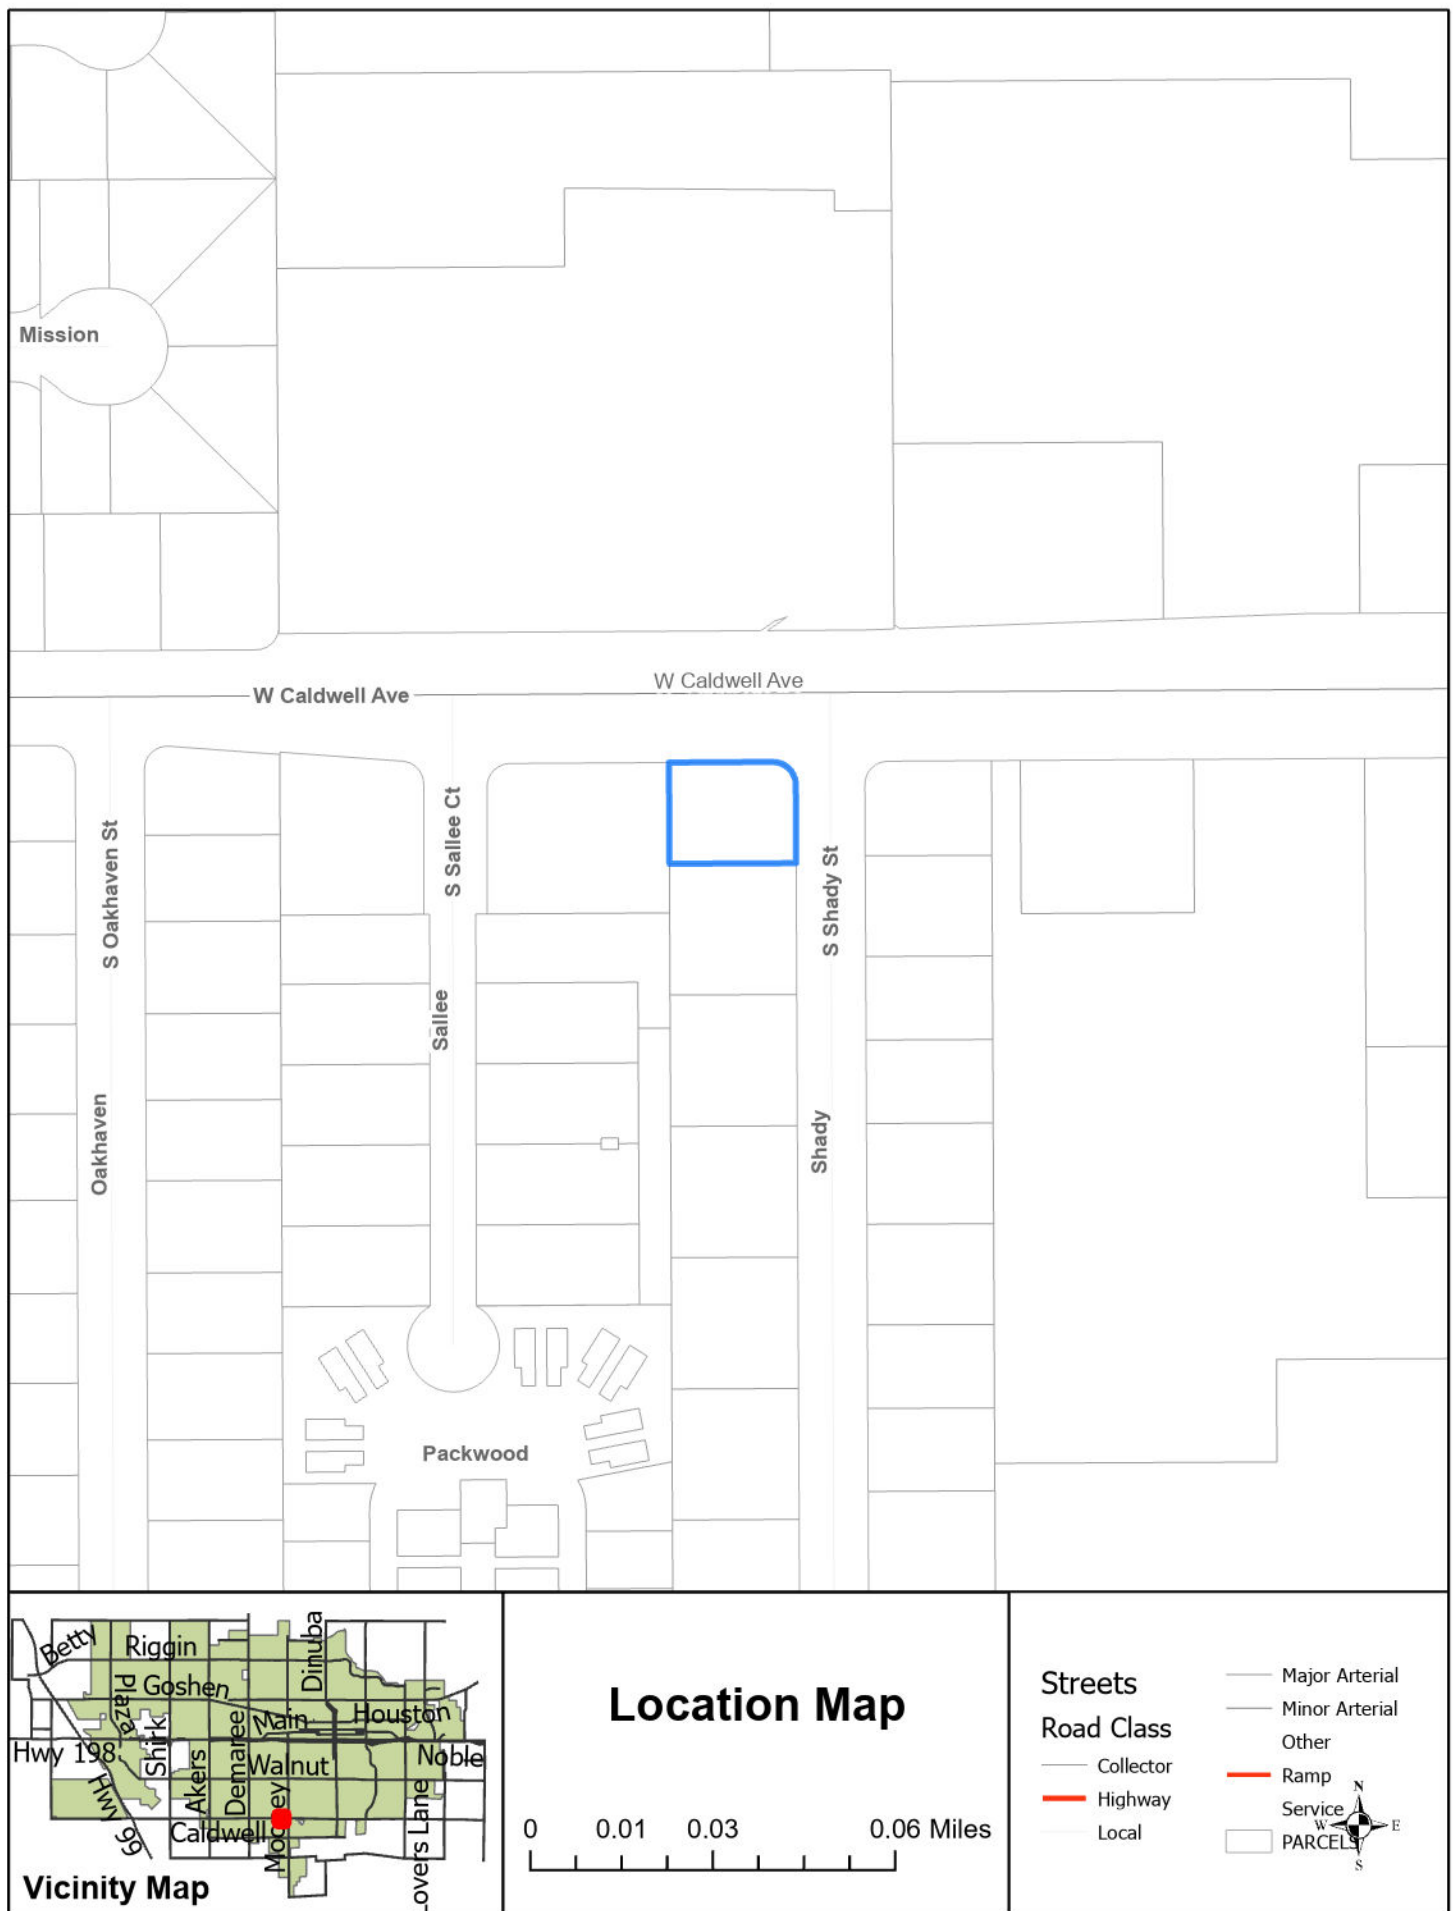 Mission
W Caldwell Ave
W Caldwell Ave
S Oakhaven St
S Sallee Ct
S Shady St
Sallee
Oakhaven
Shady
Packwood
Betty
Riggin
Dinuba
Plaza
Goshen
Shirk
Main
Houston
Hwy 198
Akers
Demaree
Walnut
Noble
Hwy 99
Caldwell
Lovers Lane
Vicinity Map
Location Map
0 0.01 0.03 0.06 Miles
Streets
Road Class
Collector
Highway
Local
Major Arterial
Minor Arterial
Other
Ramp
Service
PARCELS
N
W
E
S